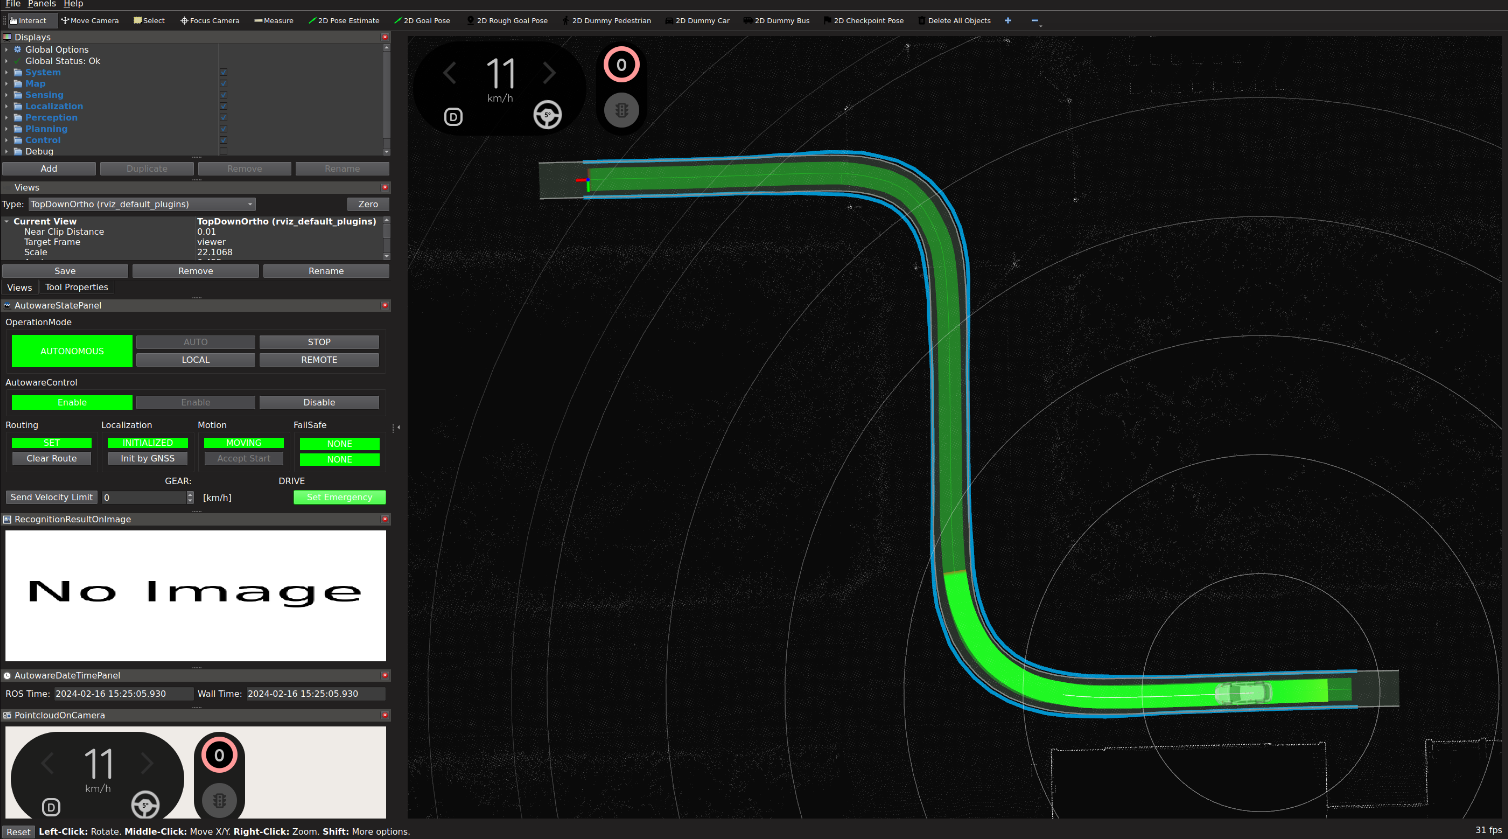 File Panels Help
Interact Move Camera Select Focus Camera Measure 2D Pose Estimate 2D Goal Pose 2D Rough Goal Pose 2D Dummy Pedestrian 2D Dummy Car 2D Dummy Bus 2D Checkpoint Pose Delete All Objects
Displays
Global Options
Global Status: Ok
System
Map
Sensing
Localization
Perception
Planning
Control
Debug
Add Duplicate Remove Rename
Views
Type: TopDownOrtho (rviz_default_plugins) Zero
Current View TopDownOrtho (rviz_default_plugins)
Near Clip Distance 0.01
Target Frame viewer
Scale 22.1068
Save Remove Rename
Views Tool Properties
AutowareStatePanel
OperationMode
AUTONOMOUS AUTO STOP
LOCAL REMOTE
AutowareControl
Enable Enable Disable
Routing Localization Motion FailSafe
SET INITIALIZED MOVING NONE
Clear Route Init by GNSS Accept Start NONE
GEAR: DRIVE
Send Velocity Limit 0 [km/h] Set Emergency
RecognitionResultOnImage
No Image
AutowareDateTimePanel
ROS Time: 2024-02-16 15:25:05.930 Wall Time: 2024-02-16 15:25:05.930
PointcloudOnCamera
11 0
km/h
D 5°
11 0
km/h
D 5°
Reset Left-Click: Rotate. Middle-Click: Move X/Y. Right-Click: Zoom. Shift: More options. 31 fps